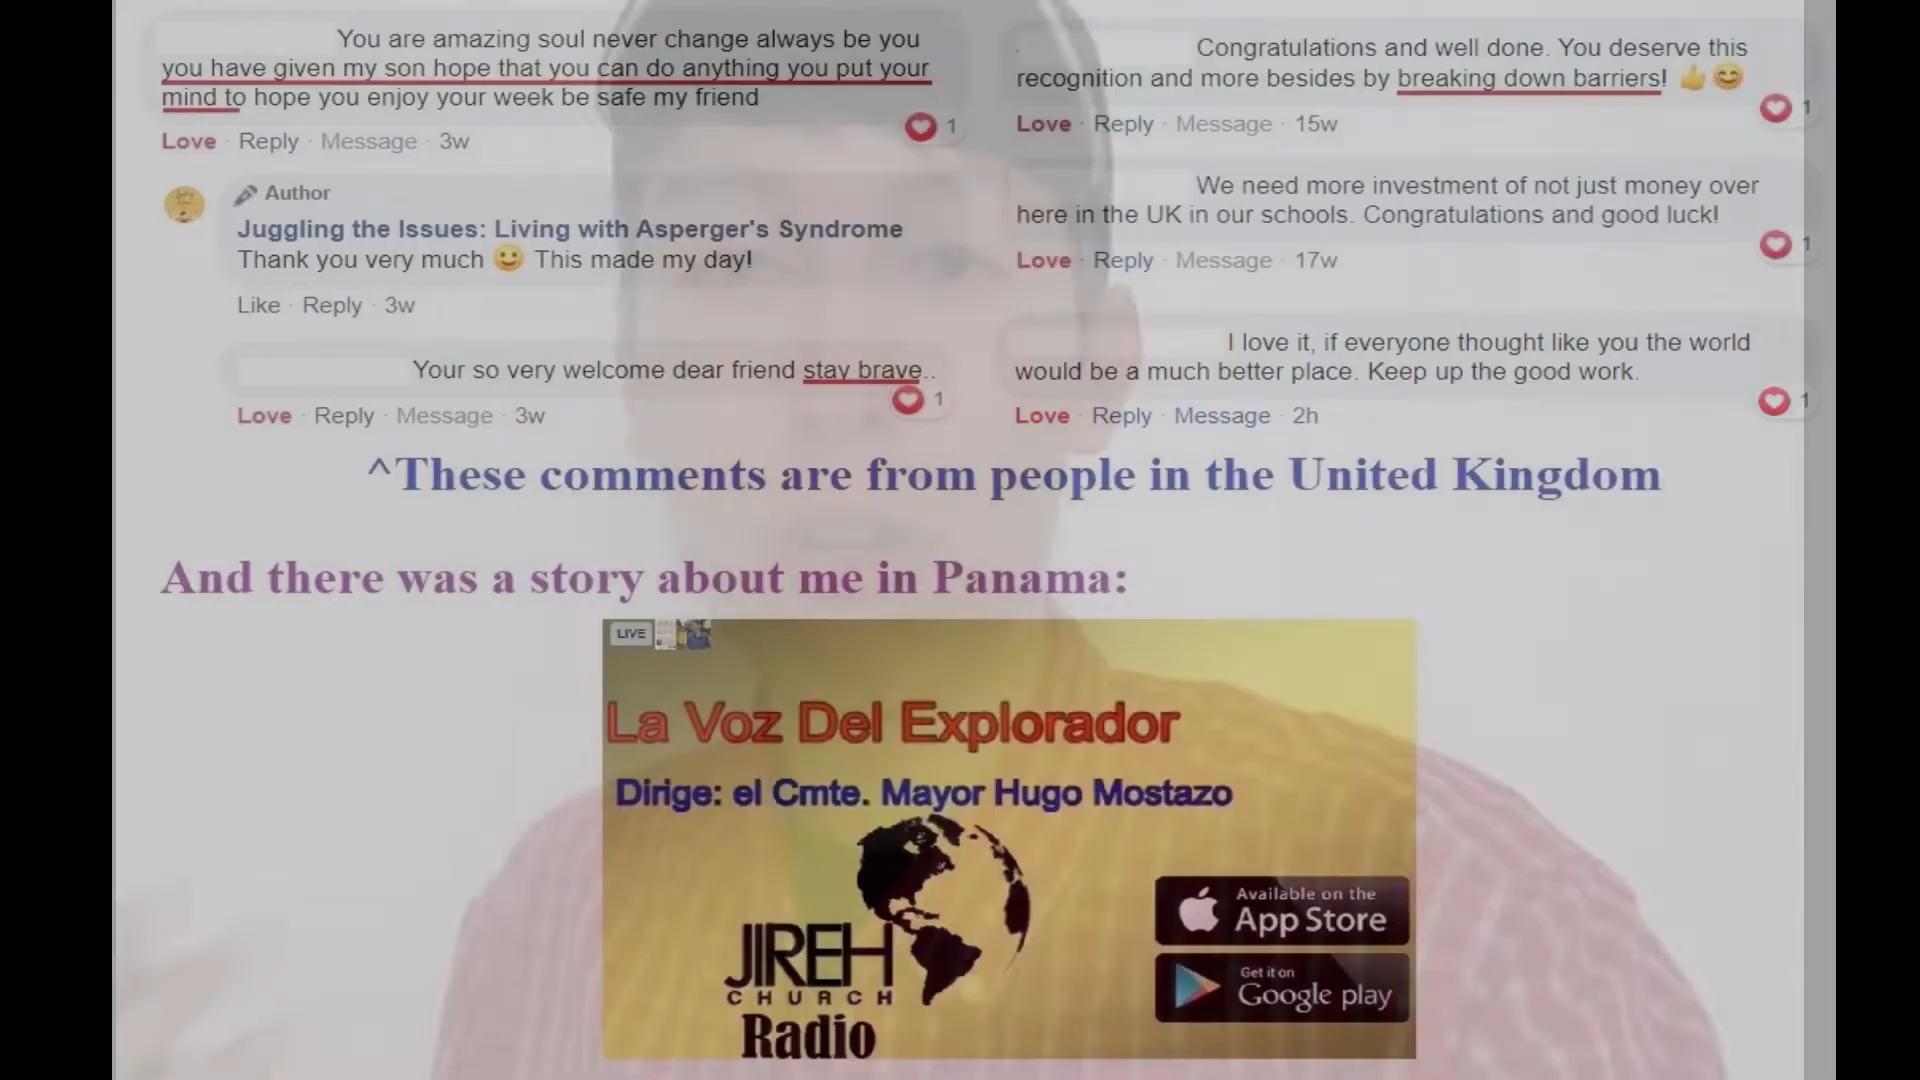 You are amazing soul never change always be you
you have given my son hope that you can do anything you put your
mind to hope you enjoy your week be safe my friend
1
Love · Reply · Message · 3w
Author
Juggling the Issues: Living with Asperger's Syndrome
Thank you very much 😀 This made my day!
Like · Reply · 3w
Your so very welcome dear friend stay brave..
1
Love · Reply · Message · 3w
Congratulations and well done. You deserve this
recognition and more besides by breaking down barriers! 👍😊
1
Love · Reply · Message · 15w
We need more investment of not just money over
here in the UK in our schools. Congratulations and good luck!
1
Love · Reply · Message · 17w
I love it, if everyone thought like you the world
would be a much better place. Keep up the good work.
1
Love · Reply · Message · 2h
^These comments are from people in the United Kingdom
And there was a story about me in Panama:
LIVE
La Voz Del Explorador
Dirige: el Cmte. Mayor Hugo Mostazo
JIREH
CHURCH
Radio
Available on the
App Store
Get it on
Google play